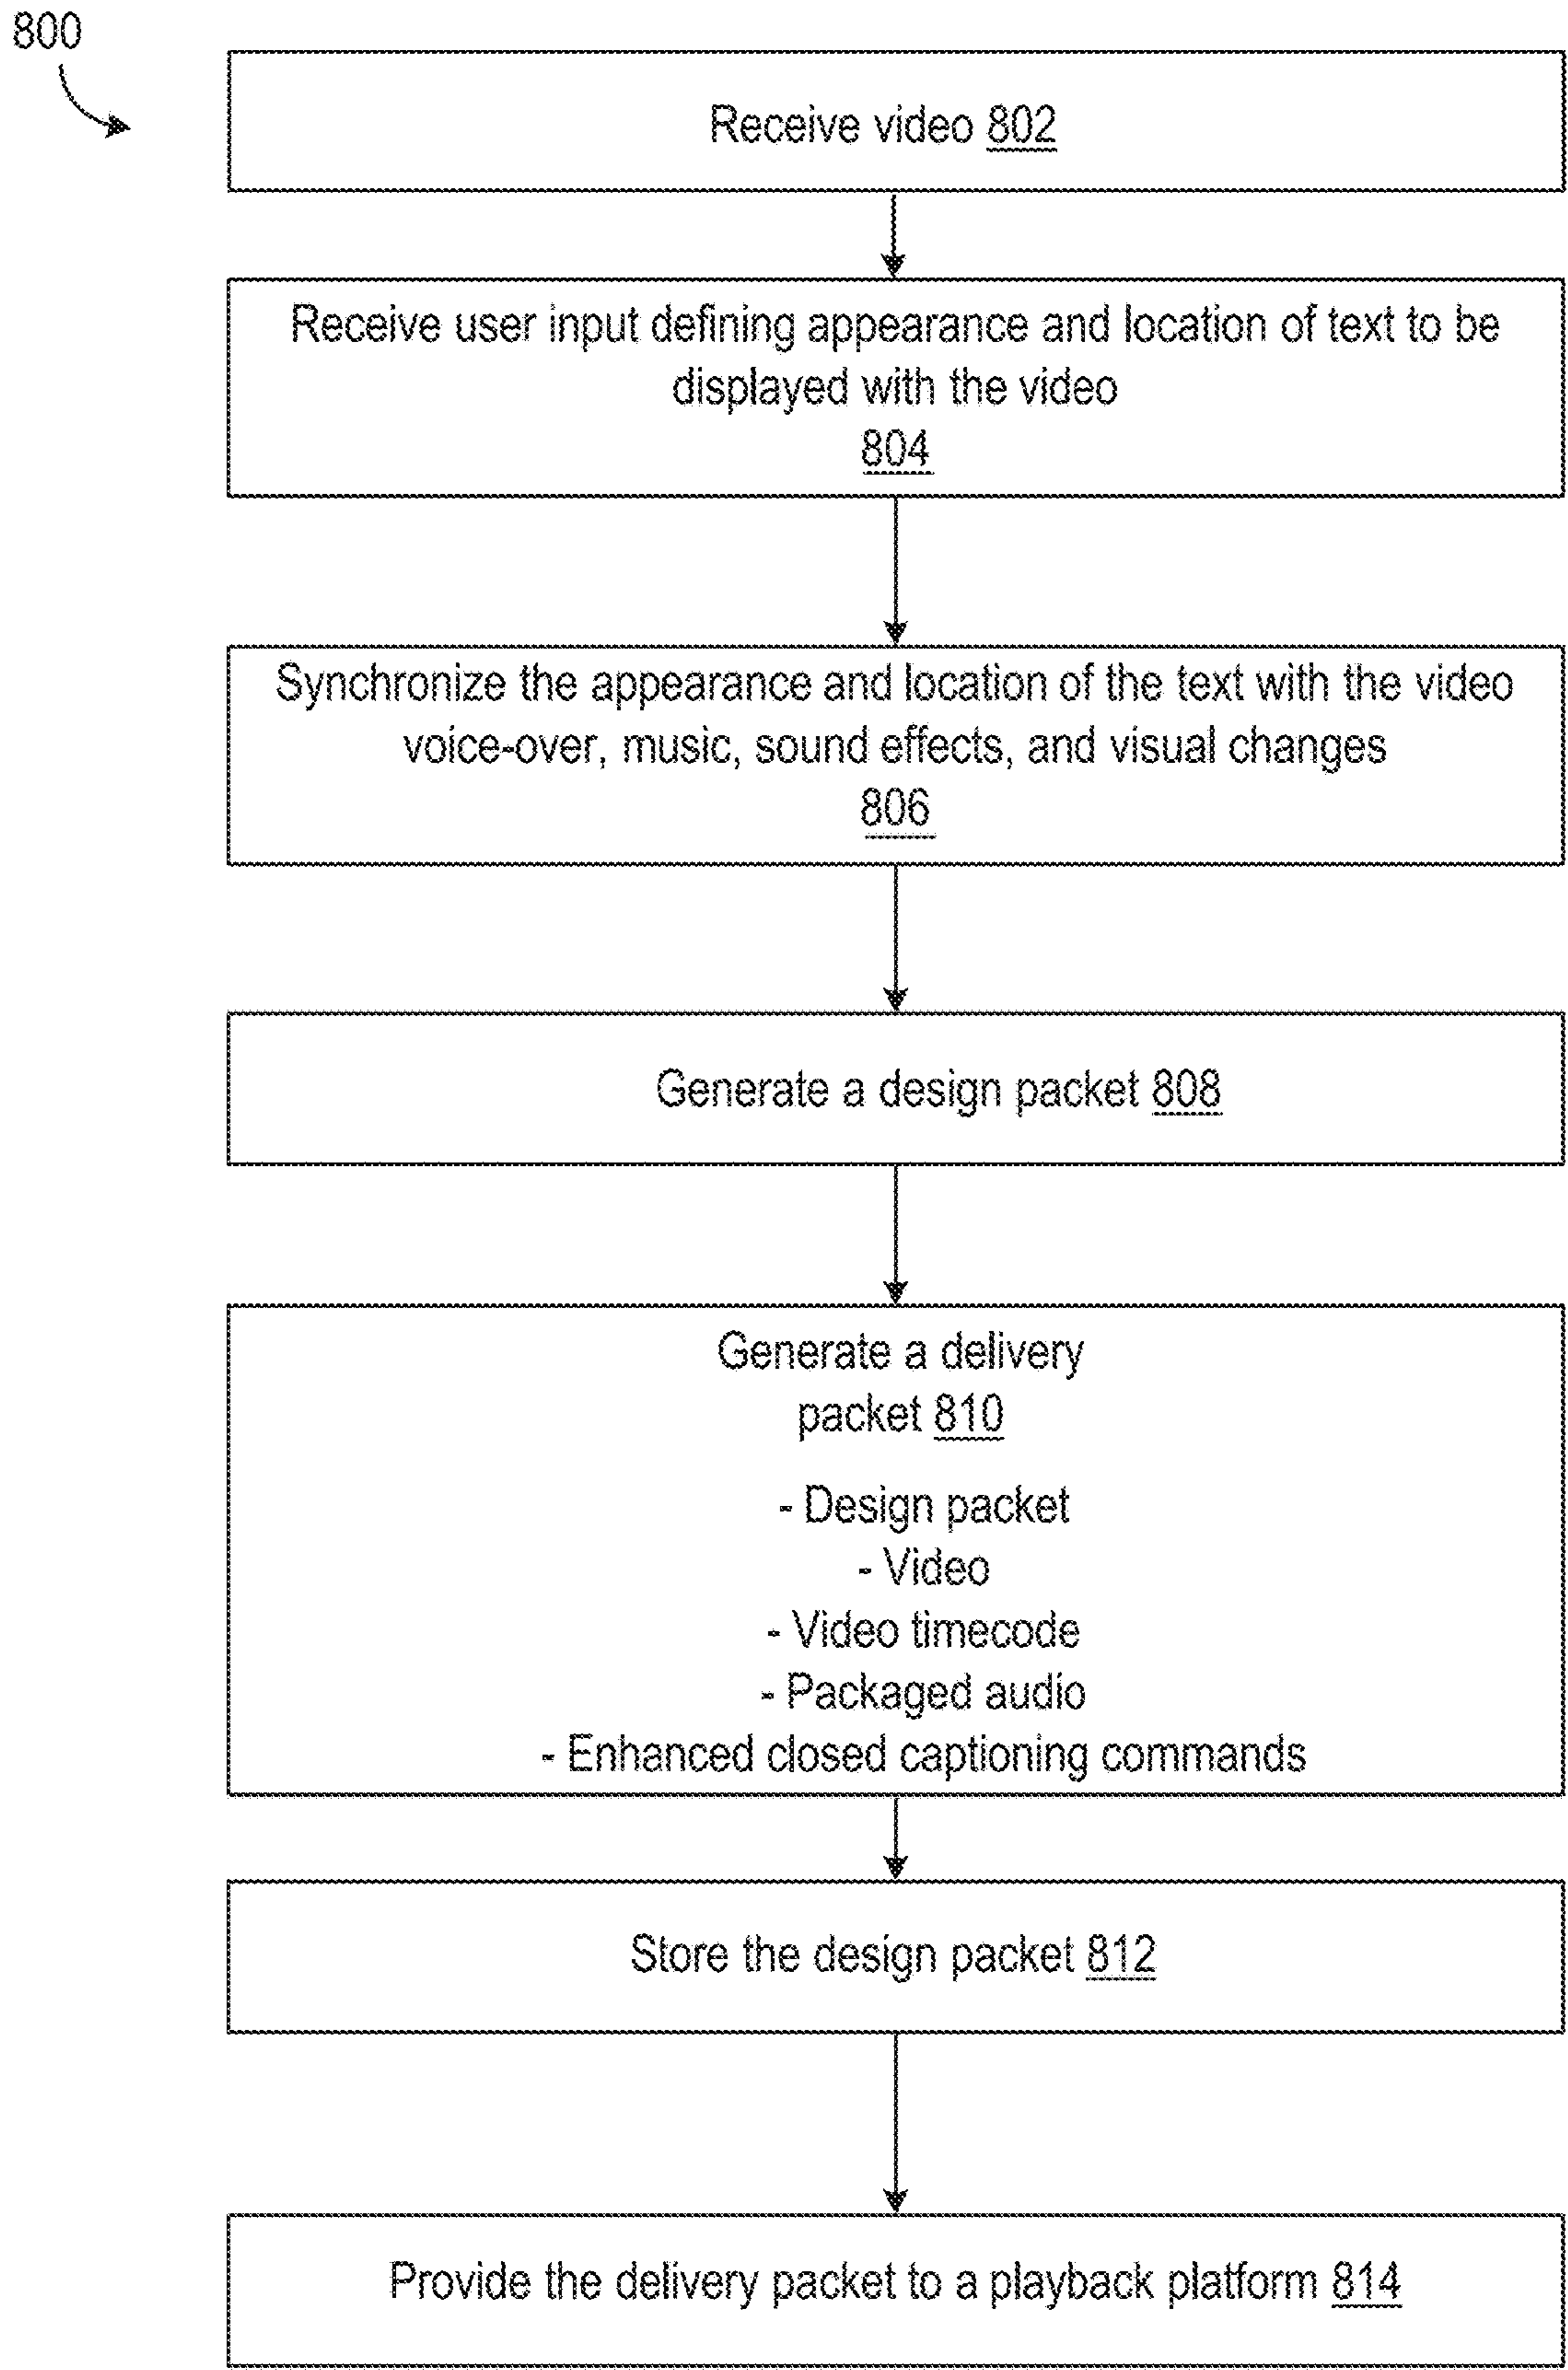 800
Receive video 802
Receive user input defining appearance and location of text to be
displayed with the video
804
Synchronize the appearance and location of the text with the video
voice-over, music, sound effects, and visual changes
806
Generate a design packet 808
Generate a delivery
packet 810
- Design packet
- Video
- Video timecode
- Packaged audio
- Enhanced closed captioning commands
Store the design packet 812
Provide the delivery packet to a playback platform 814